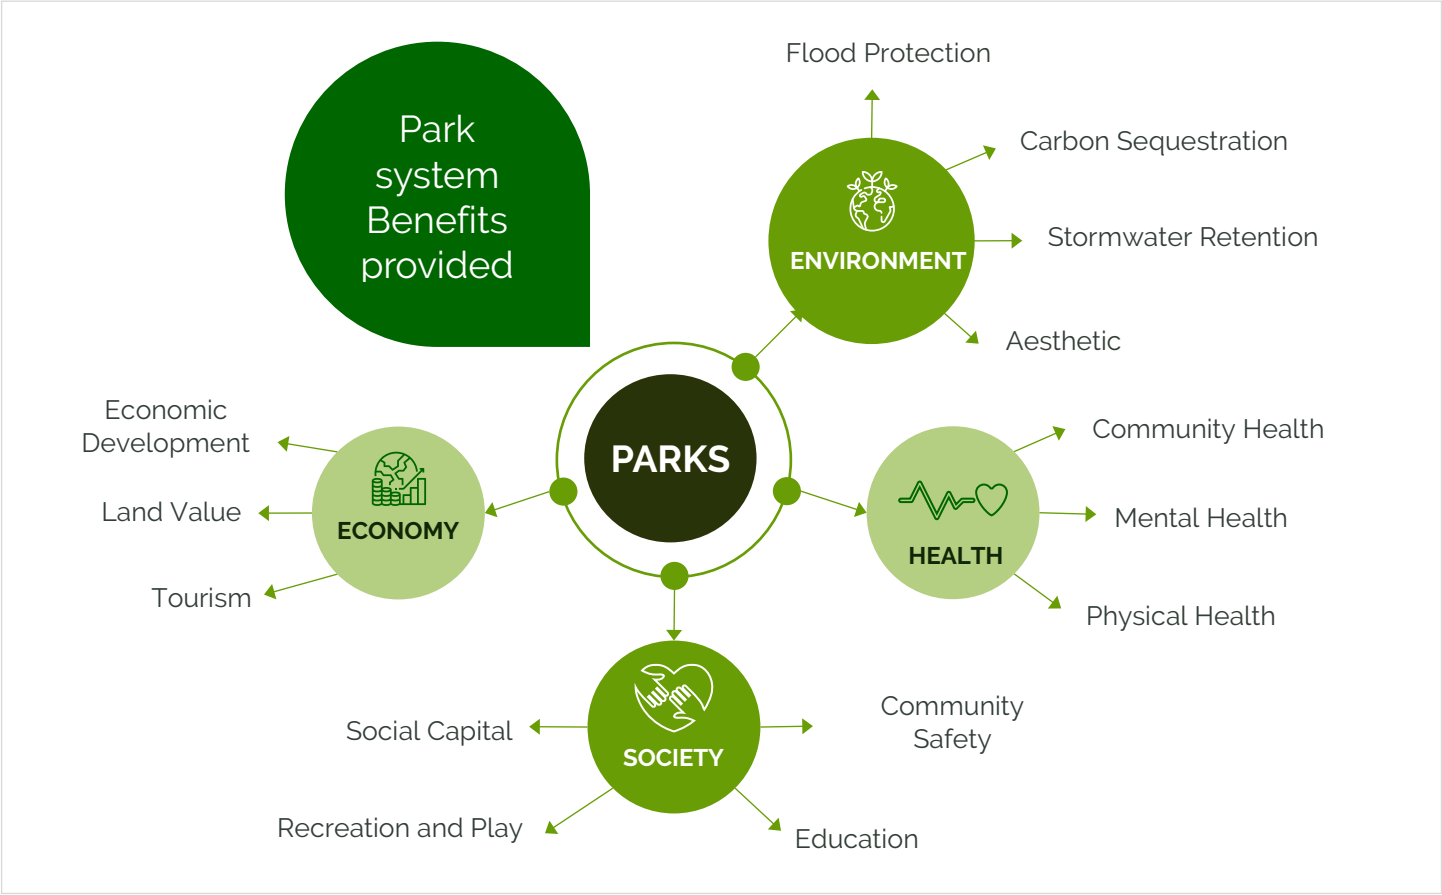 Park
system
Benefits
provided
Flood Protection
Carbon Sequestration
Stormwater Retention
Aesthetic
ENVIRONMENT
PARKS
Economic
Development
Land Value
Tourism
ECONOMY
Community Health
Mental Health
Physical Health
HEALTH
SOCIETY
Social Capital
Recreation and Play
Community
Safety
Education